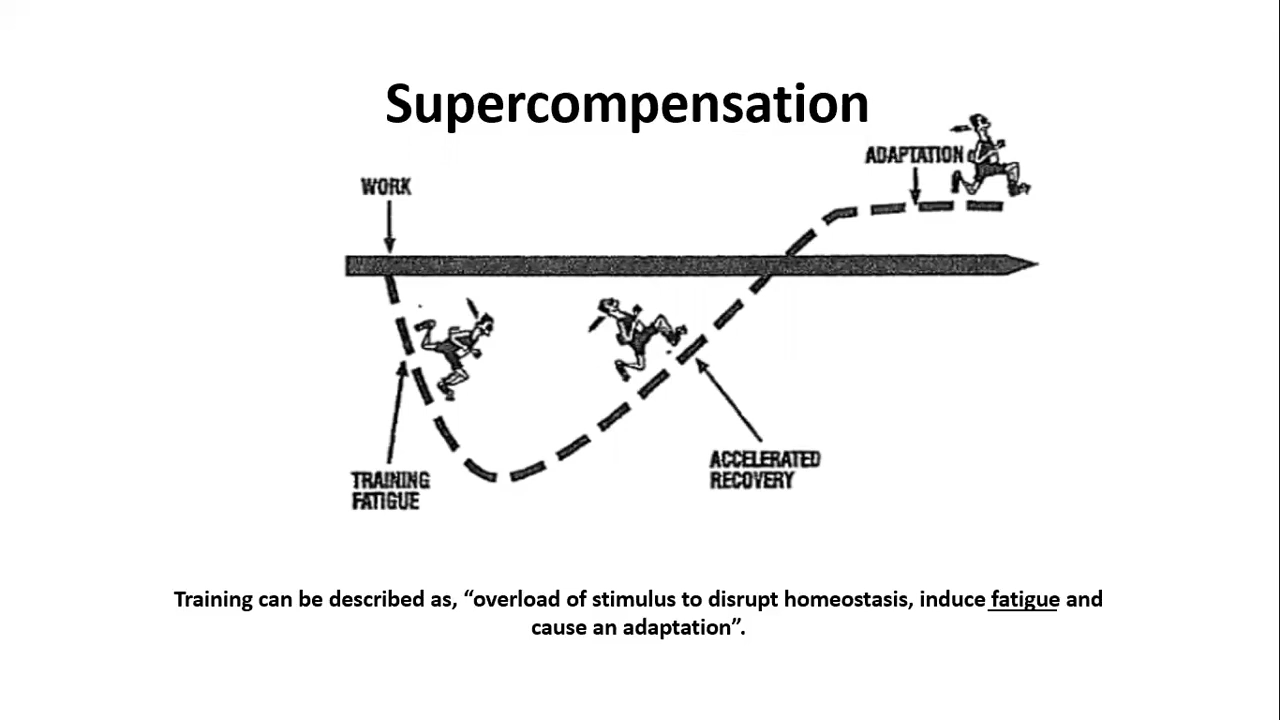 Supercompensation
ADAPTATION
WORK
TRAINING
FATIGUE
ACCELERATED
RECOVERY
Training can be described as, “overload of stimulus to disrupt homeostasis, induce fatigue and
cause an adaptation”.